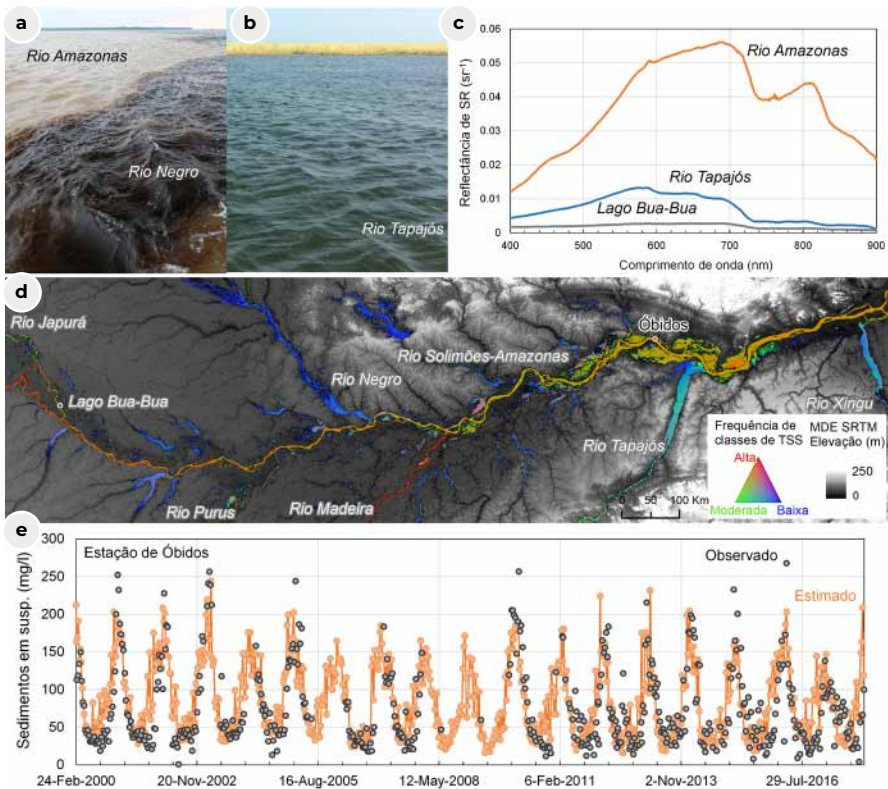 a
Rio Amazonas
Rio Negro
b
Rio Tapajós
c
Rio Amazonas
Rio Tapajós
Lago Bua-Bua
Reflectância de SR (sr⁻¹)
0.06
0.05
0.04
0.03
0.02
0.01
0
400 500 600 700 800 900
Comprimento de onda (nm)
d
Rio Japurá
Lago Bua-Bua
Rio Negro
Rio Solimões-Amazonas
Óbidos
Rio Xingu
Rio Tapajós
Rio Madeira
Rio Purus
0 50 100 Km
Frequência de
classes de TSS
Alta
Moderada Baixa
MDE SRTM
Elevação (m)
250
0
e
Estação de Óbidos
Observado
Estimado
Sedimentos em susp. (mg/l)
300
250
200
150
100
50
0
24-Feb-2000 20-Nov-2002 16-Aug-2005 12-May-2008 6-Feb-2011 2-Nov-2013 29-Jul-2016